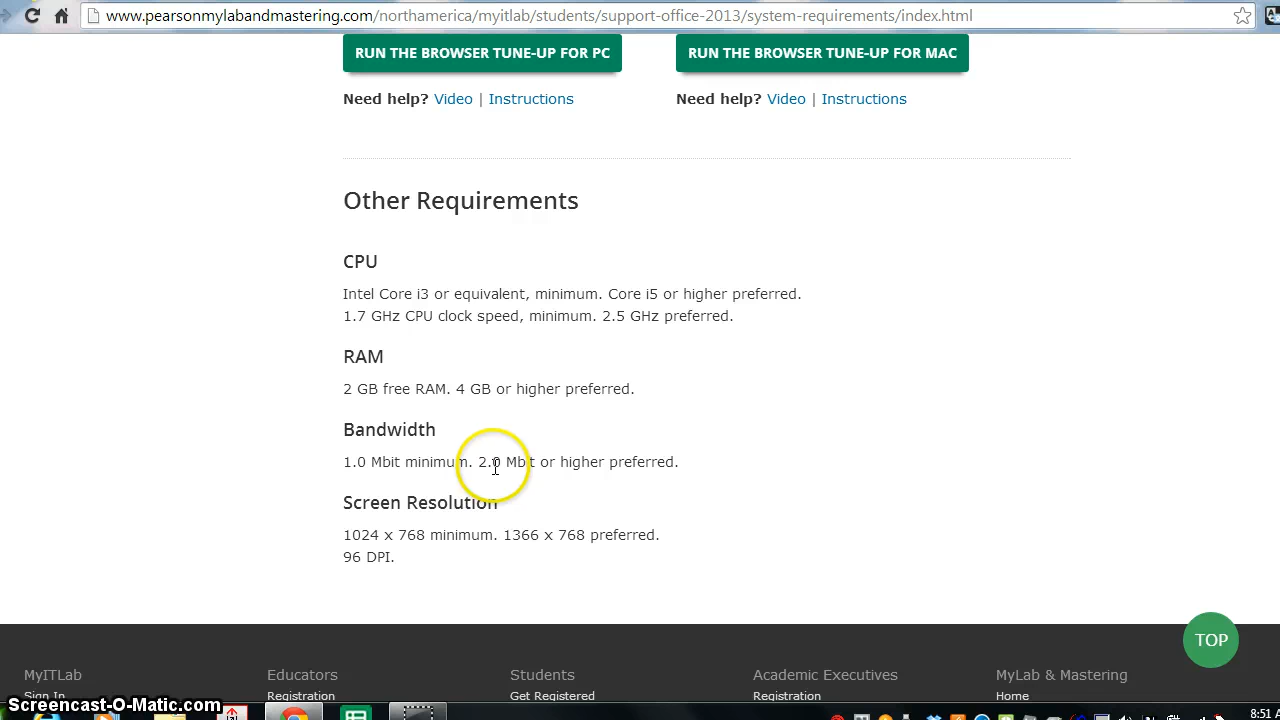 www.pearsonmylabandmastering.com/northamerica/myitlab/students/support-office-2013/system-requirements/index.html
RUN THE BROWSER TUNE-UP FOR PC
RUN THE BROWSER TUNE-UP FOR MAC
Need help? Video | Instructions
Need help? Video | Instructions
Other Requirements
CPU
Intel Core i3 or equivalent, minimum. Core i5 or higher preferred.
1.7 GHz CPU clock speed, minimum. 2.5 GHz preferred.
RAM
2 GB free RAM. 4 GB or higher preferred.
Bandwidth
1.0 Mbit minimum. 2.0 Mbit or higher preferred.
Screen Resolution
1024 x 768 minimum. 1366 x 768 preferred.
96 DPI.
TOP
MyITLab
Educators
Students
Academic Executives
MyLab & Mastering
Sign In
Registration
Get Registered
Registration
Home
Screencast-O-Matic.com
8:51